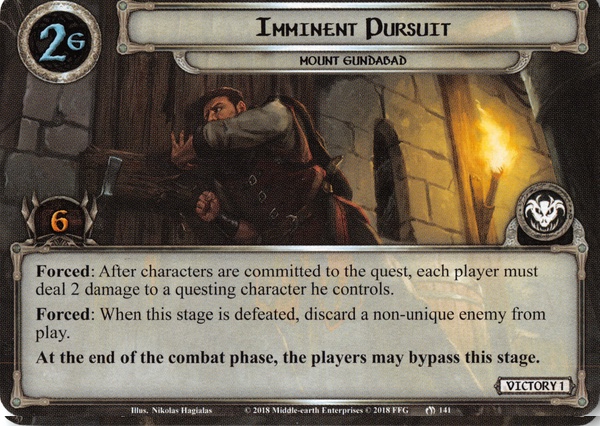 2G
IMMINENT PURSUIT
MOUNT GUNDABAD
6
Forced: After characters are committed to the quest, each player must
deal 2 damage to a questing character he controls.
Forced: When this stage is defeated, discard a non-unique enemy from
play.
At the end of the combat phase, the players may bypass this stage.
VICTORY 1
Illus. Nikolas Hagialas © 2018 Middle-earth Enterprises © 2018 FFG 141